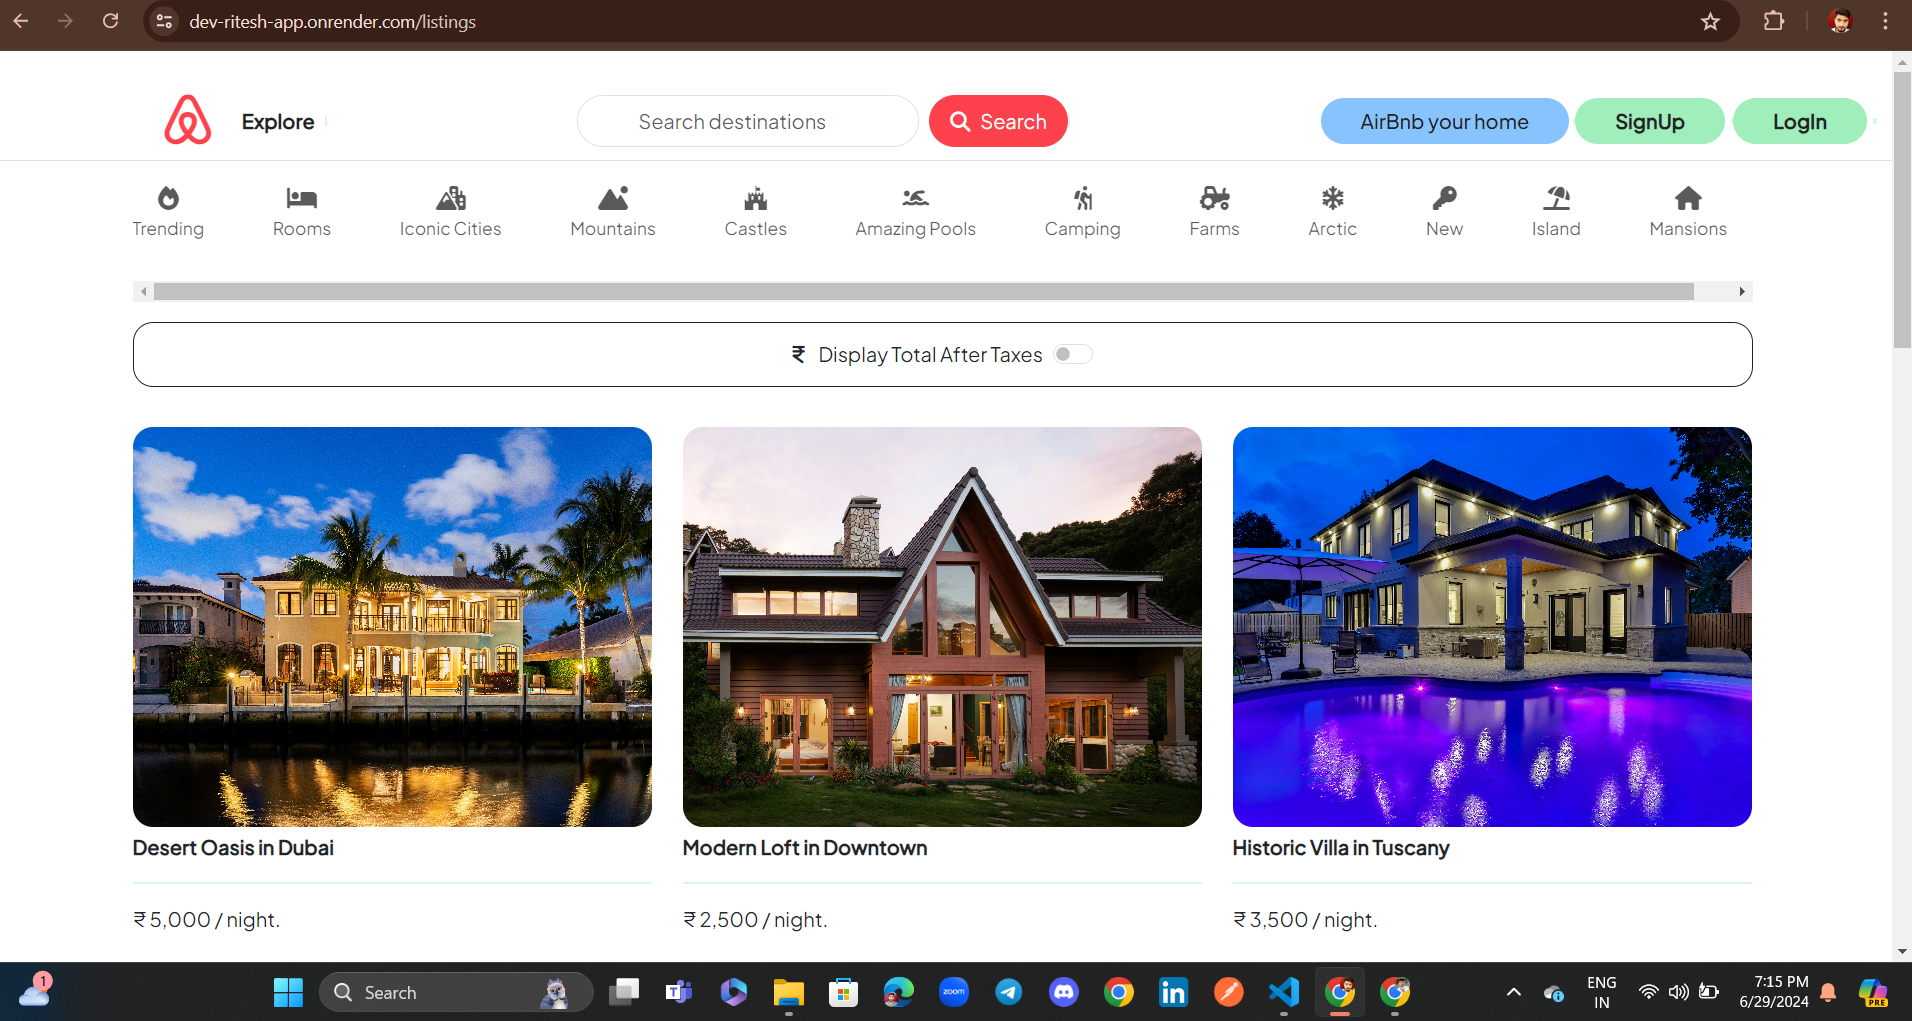 dev-ritesh-app.onrender.com/listings
Explore
Search destinations
Search
AirBnb your home
SignUp
LogIn
Trending
Rooms
Iconic Cities
Mountains
Castles
Amazing Pools
Camping
Farms
Arctic
New
Island
Mansions
₹ Display Total After Taxes
Desert Oasis in Dubai
Modern Loft in Downtown
Historic Villa in Tuscany
₹ 5,000 / night.
₹ 2,500 / night.
₹ 3,500 / night.
1
Search
T
zoom
in
ENG
IN
7:15 PM
6/29/2024
PRE